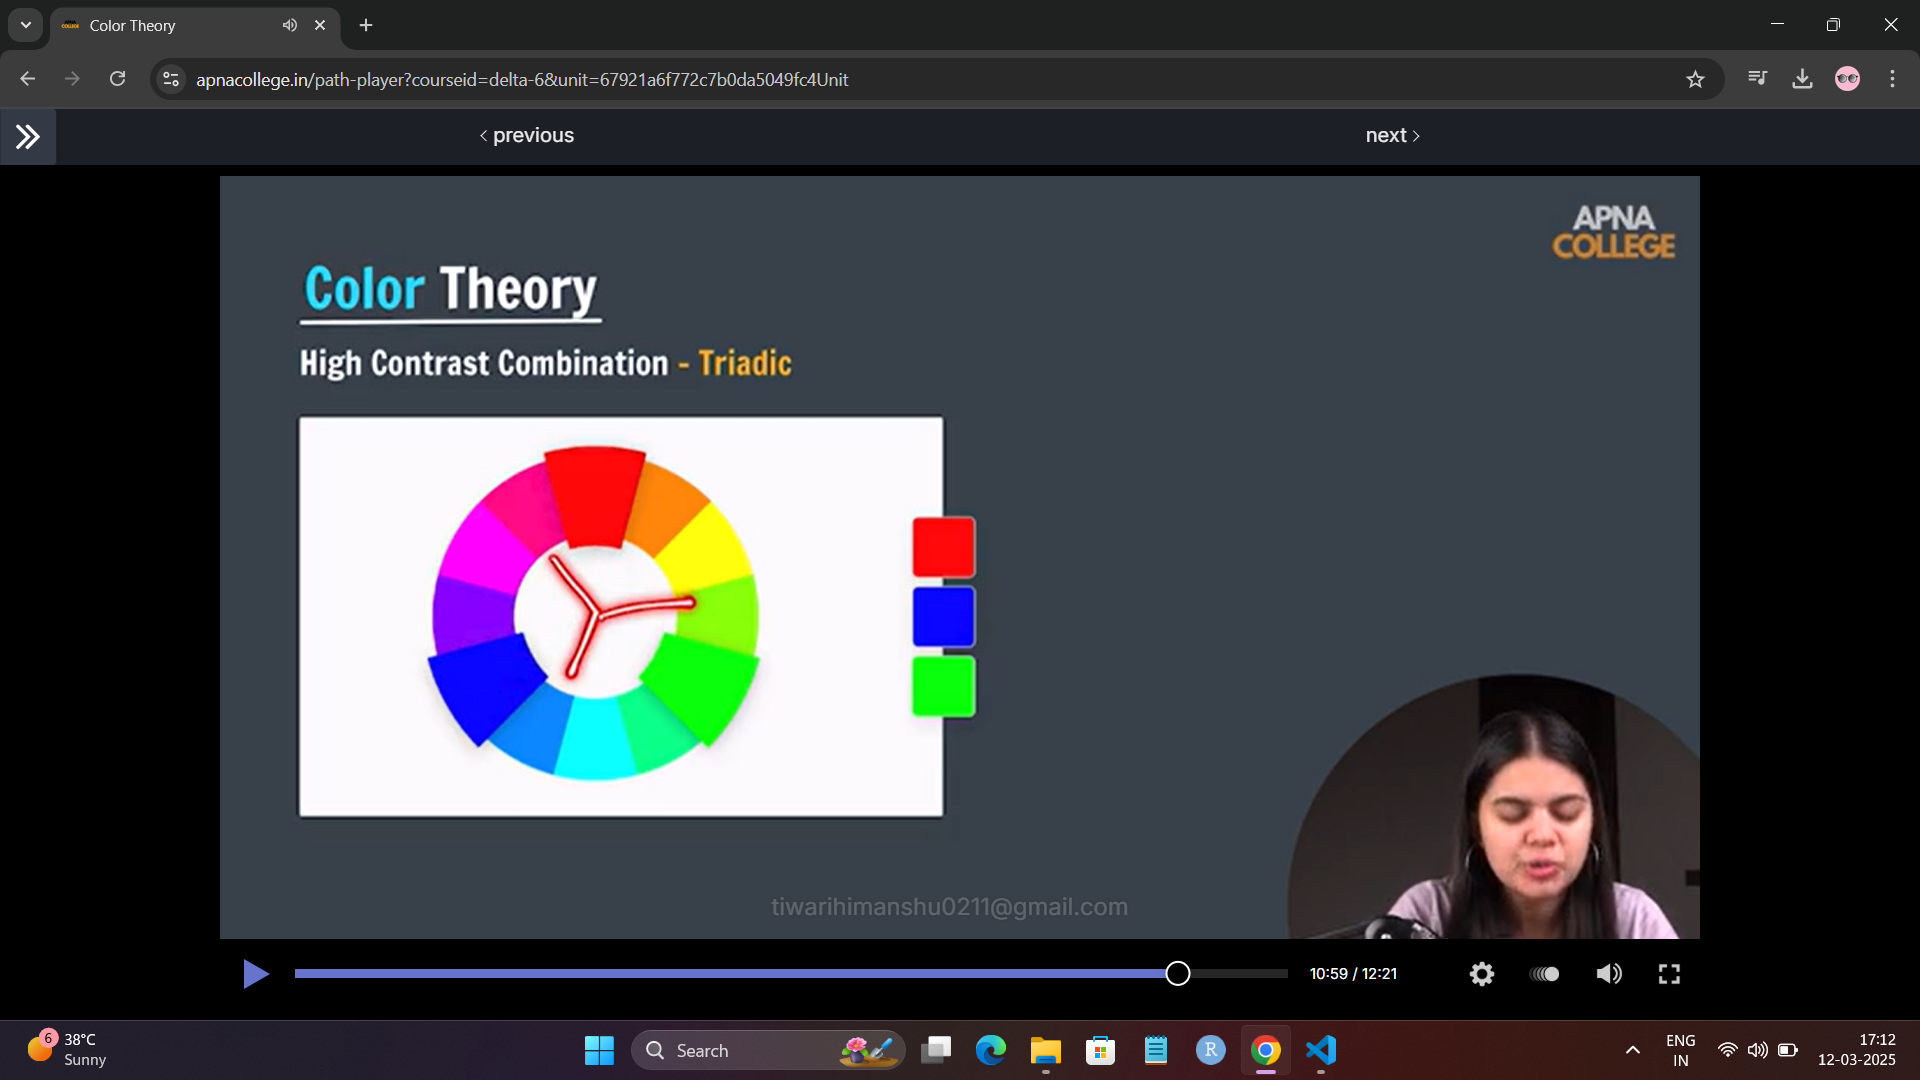 COLLEGE
Color Theory
apnacollege.in/path-player?courseid=delta-6&unit=67921a6f772c7b0da5049fc4Unit
previous
next
APNA
COLLEGE
Color Theory
High Contrast Combination - Triadic
tiwarihimanshu0211@gmail.com
10:59 / 12:21
6
38°C
Sunny
Search
R
ENG
IN
17:12
12-03-2025